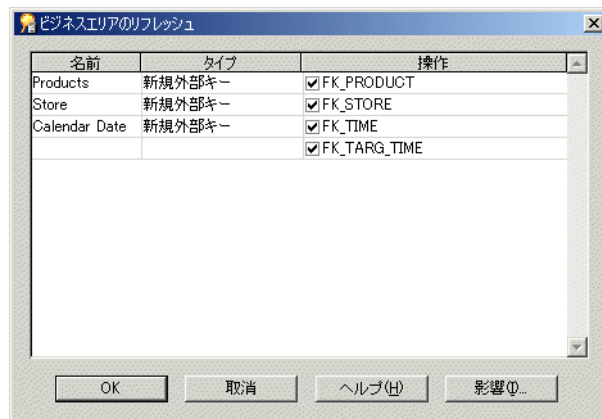 ビジネスエリアのリフレッシュ
名前 タイプ 操作
Products 新規外部キー FK_PRODUCT
Store 新規外部キー FK_STORE
Calendar Date 新規外部キー FK_TIME
FK_TARG_TIME
OK 取消 ヘルプ(H) 影響(I)...